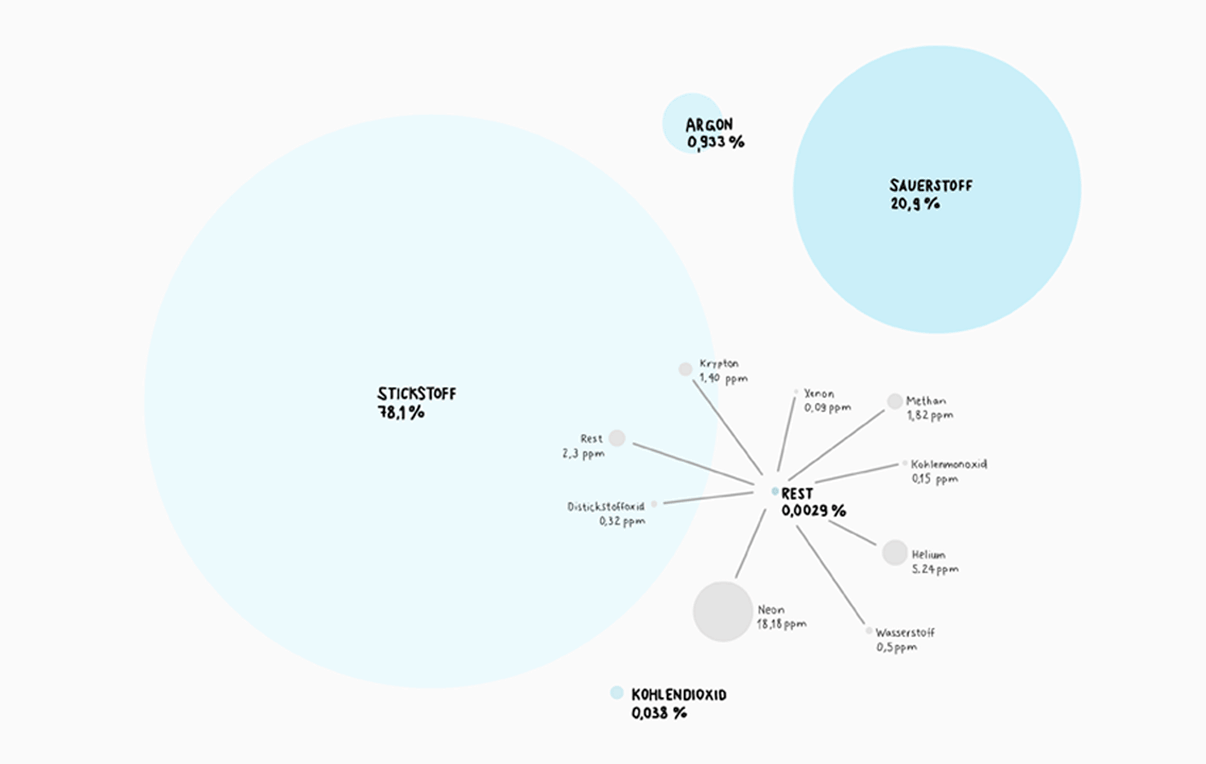 ARGON
0,933 %
SAUERSTOFF
20,9 %
STICKSTOFF
78,1 %
Krypton
1,40 ppm
Xenon
0,09 ppm
Methan
1,82 ppm
Rest
2,3 ppm
Kohlenmonoxid
0,15 ppm
Distickstoffoxid
0,32 ppm
REST
0,0029 %
Helium
5,24 ppm
Neon
18,18 ppm
Wasserstoff
0,5 ppm
KOHLENDIOXID
0,038 %